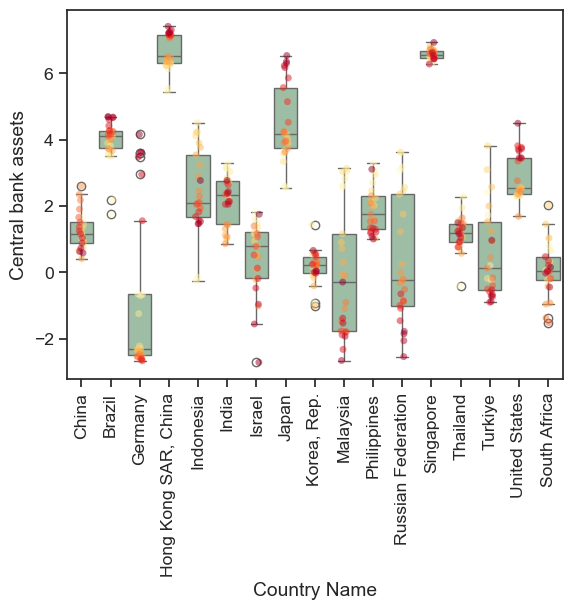 Central bank assets
6
4
2
0
−2
China
Brazil
Germany
Hong Kong SAR, China
Indonesia
India
Israel
Japan
Korea, Rep.
Malaysia
Philippines
Russian Federation
Singapore
Thailand
Turkiye
United States
South Africa
Country Name